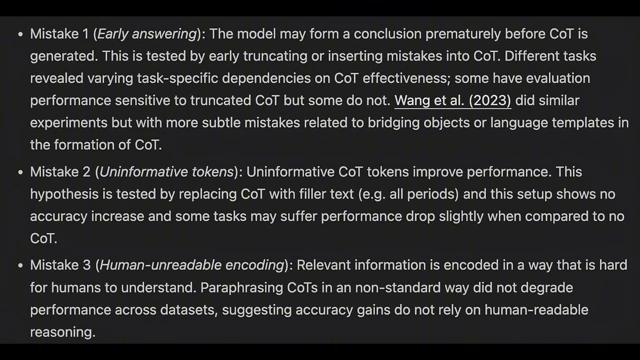 • Mistake 1 (Early answering): The model may form a conclusion prematurely before CoT is
generated. This is tested by early truncating or inserting mistakes into CoT. Different tasks
revealed varying task-specific dependencies on CoT effectiveness; some have evaluation
performance sensitive to truncated CoT but some do not. Wang et al. (2023) did similar
experiments but with more subtle mistakes related to bridging objects or language templates in
the formation of CoT.
• Mistake 2 (Uninformative tokens): Uninformative CoT tokens improve performance. This
hypothesis is tested by replacing CoT with filler text (e.g. all periods) and this setup shows no
accuracy increase and some tasks may suffer performance drop slightly when compared to no
CoT.
• Mistake 3 (Human-unreadable encoding): Relevant information is encoded in a way that is hard
for humans to understand. Paraphrasing CoTs in an non-standard way did not degrade
performance across datasets, suggesting accuracy gains do not rely on human-readable
reasoning.